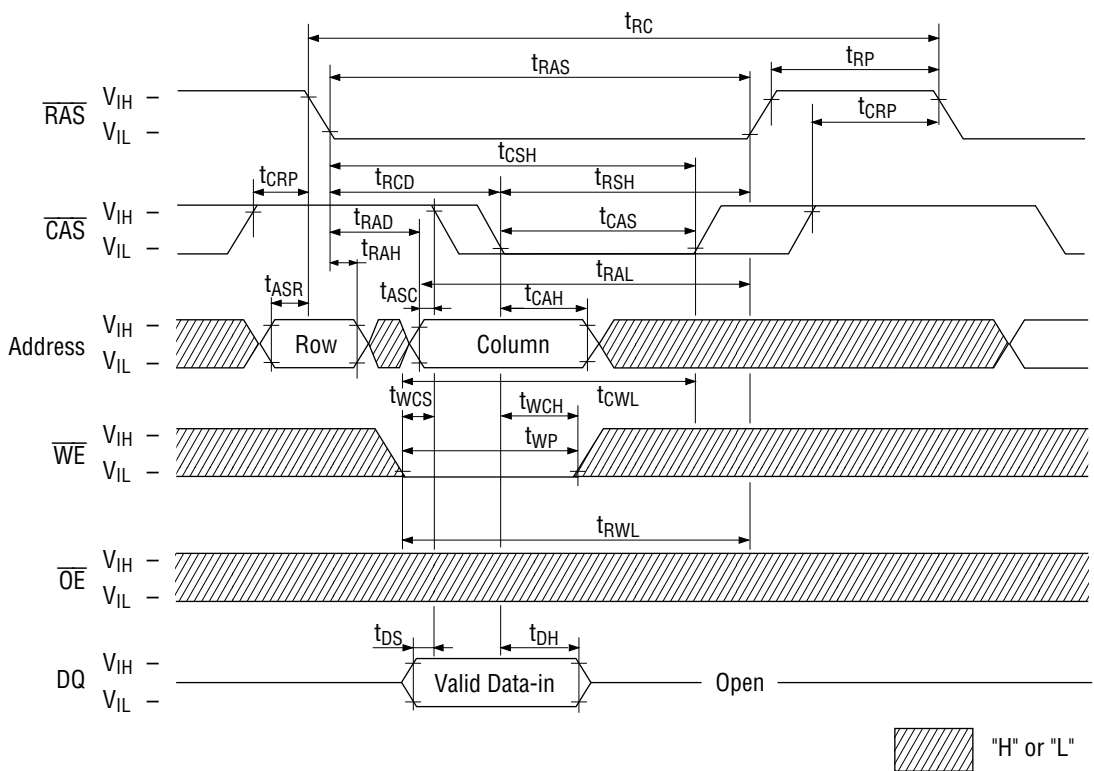 tRC
tRAS
tRP
RAS
VIH –
VIL –
tCRP
tCSH
tCRP
tRCD
tRSH
CAS
VIH –
VIL –
tRAD
tCAS
tRAH
tRAL
tASR
tASC
tCAH
Address
VIH –
VIL –
Row
Column
tWCS
tCWL
tWCH
WE
VIH –
VIL –
tWP
tRWL
OE
VIH –
VIL –
tDS
tDH
DQ
VIH –
VIL –
Valid Data-in
Open
"H" or "L"